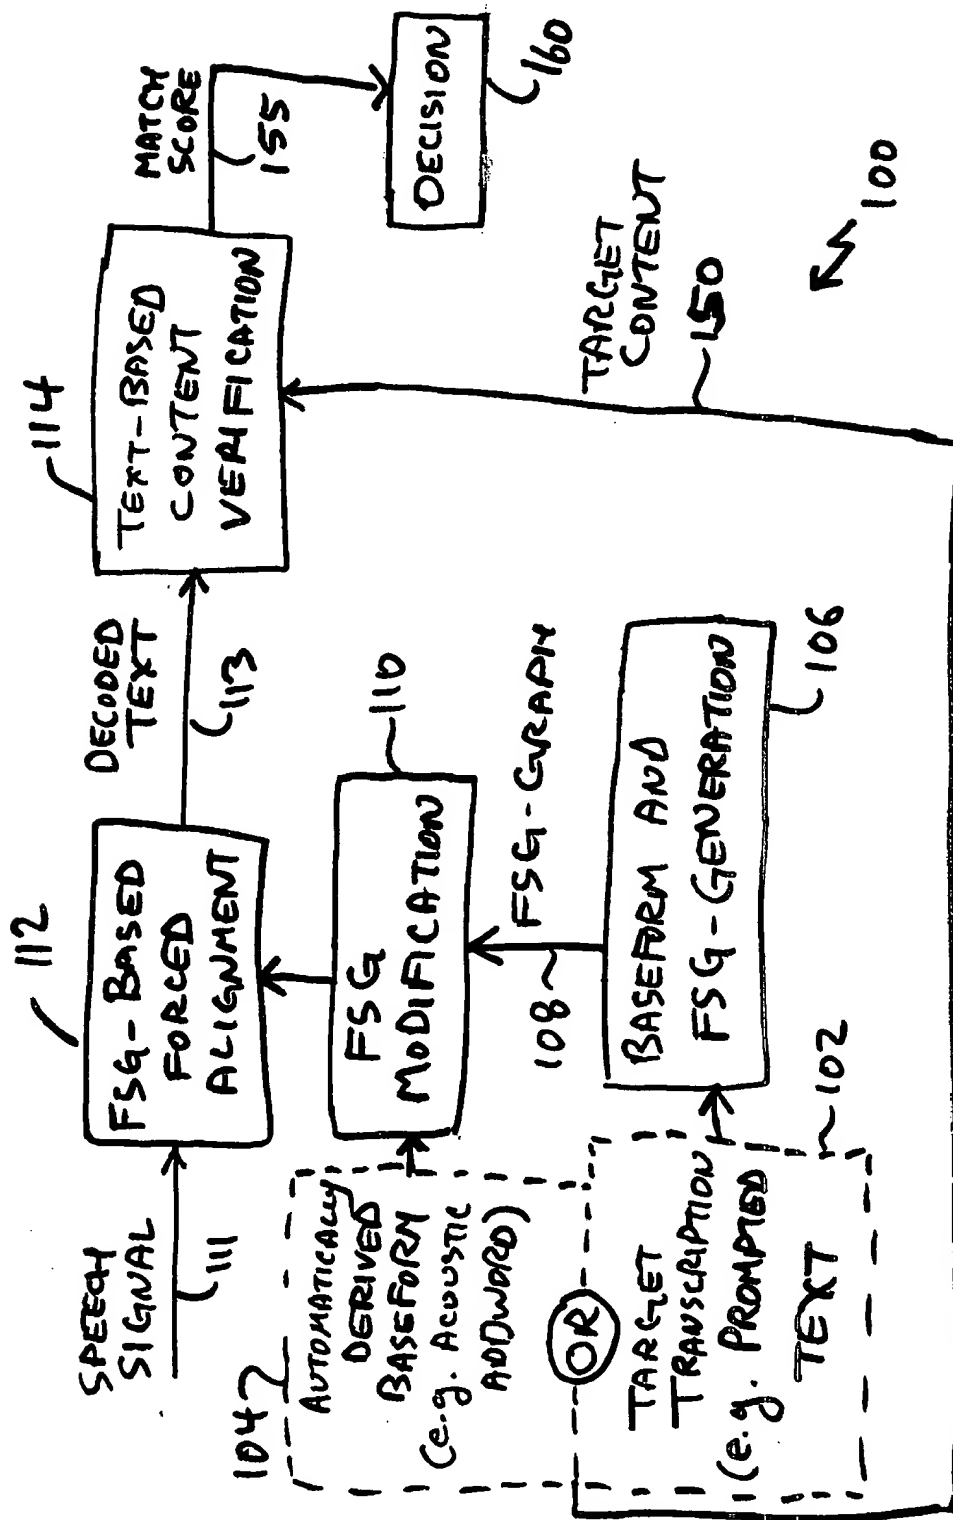 SPEECH
SIGNAL
111
112
FSG-BASED
FORCED
ALIGNMENT
DECODED
TEXT
113
114
TEXT-BASED
CONTENT
VERIFICATION
MATCH
SCORE
155
DECISION
160
104
AUTOMATICALLY
DERIVED
BASEFORM
(e.g. ACOUSTIC
ADDWORD)
FSG
MODIFICATION
110
108
FSG-GRAPH
OR
TARGET
TRANSCRIPTION
(e.g. PROMPTED
TEXT
102
BASEFORM AND
FSG-GENERATION
106
TARGET
CONTENT
150
100